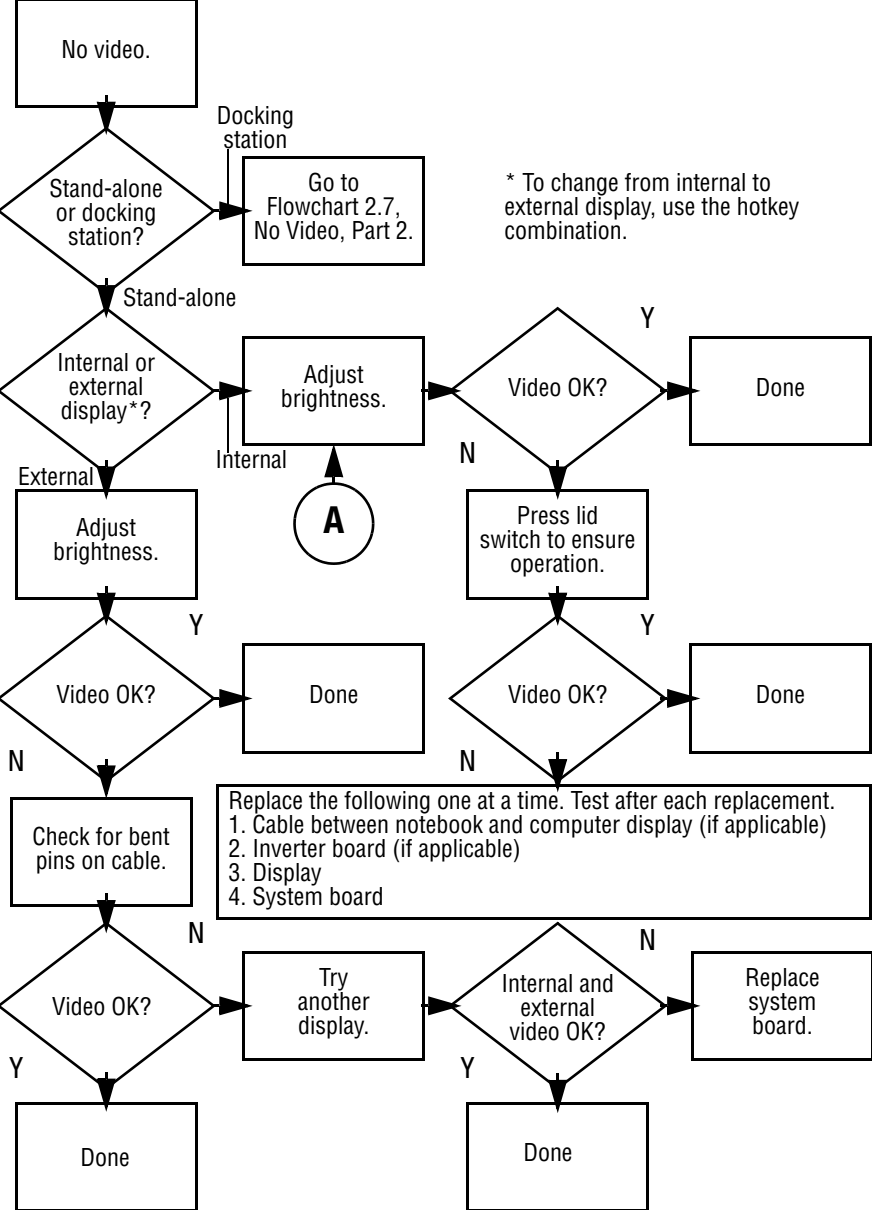 No video.
Docking
station
Stand-alone
or docking
station?
Go to
Flowchart 2.7,
No Video, Part 2.
* To change from internal to
external display, use the hotkey
combination.
Stand-alone
Internal or
external
display*?
Internal
Adjust
brightness.
A
Video OK?
Y
Done
N
External
Adjust
brightness.
Press lid
switch to ensure
operation.
Video OK?
Y
Done
N
Video OK?
Y
Done
N
Check for bent
pins on cable.
Replace the following one at a time. Test after each replacement.
1. Cable between notebook and computer display (if applicable)
2. Inverter board (if applicable)
3. Display
4. System board
Video OK?
N
Try
another
display.
Internal and
external
video OK?
N
Replace
system
board.
Y
Done
Y
Done